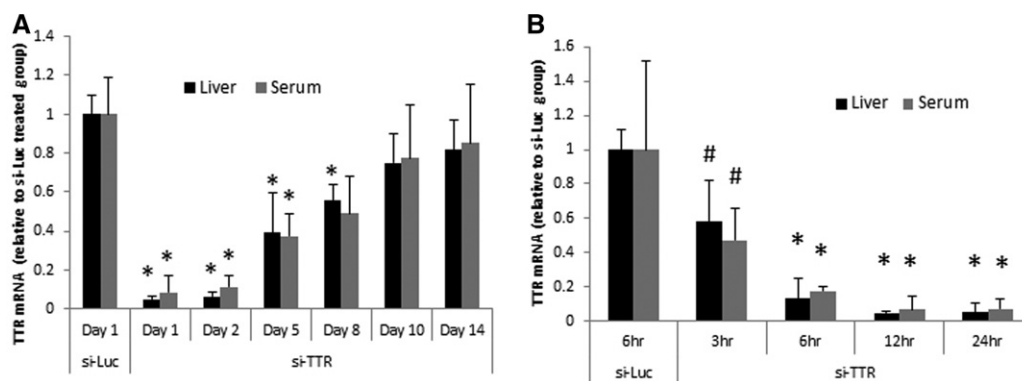 A
TTR mRNA (relative to si-Luc treated group)
1.4
1.2
1
0.8
0.6
0.4
0.2
0
Liver Serum
* * * * * * *
Day 1 Day 1 Day 2 Day 5 Day 8 Day 10 Day 14
si-Luc si-TTR
B
TTR mRNA (relative to si-Luc group)
1.6
1.4
1.2
1
0.8
0.6
0.4
0.2
0
Liver Serum
# # * * * * * *
6hr 3hr 6hr 12hr 24hr
si-Luc si-TTR